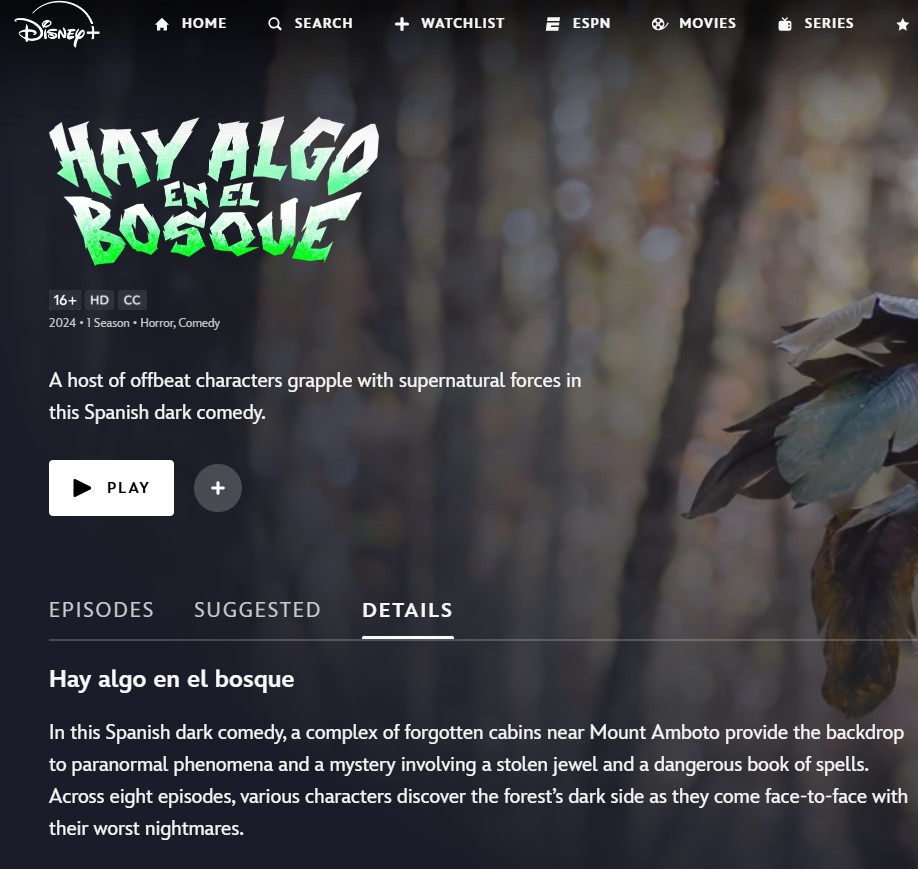 Disney+
HOME
SEARCH
WATCHLIST
ESPN
MOVIES
SERIES
HAY ALGO
EN EL
BOSQUE
16+ HD CC
2024 • 1 Season • Horror, Comedy
A host of offbeat characters grapple with supernatural forces in
this Spanish dark comedy.
PLAY
EPISODES
SUGGESTED
DETAILS
Hay algo en el bosque
In this Spanish dark comedy, a complex of forgotten cabins near Mount Amboto provide the backdrop
to paranormal phenomena and a mystery involving a stolen jewel and a dangerous book of spells.
Across eight episodes, various characters discover the forest’s dark side as they come face-to-face with
their worst nightmares.